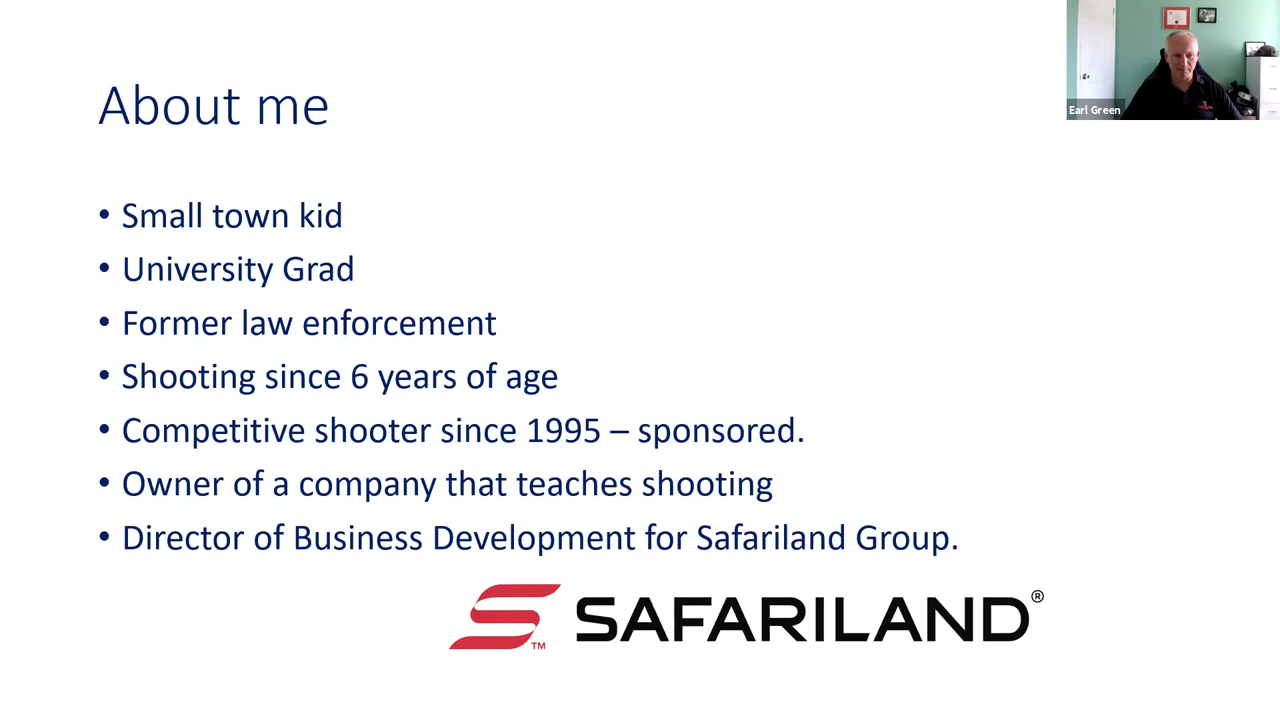 Earl Green
About me
• Small town kid
• University Grad
• Former law enforcement
• Shooting since 6 years of age
• Competitive shooter since 1995 – sponsored.
• Owner of a company that teaches shooting
• Director of Business Development for Safariland Group.
S™ SAFARILAND®